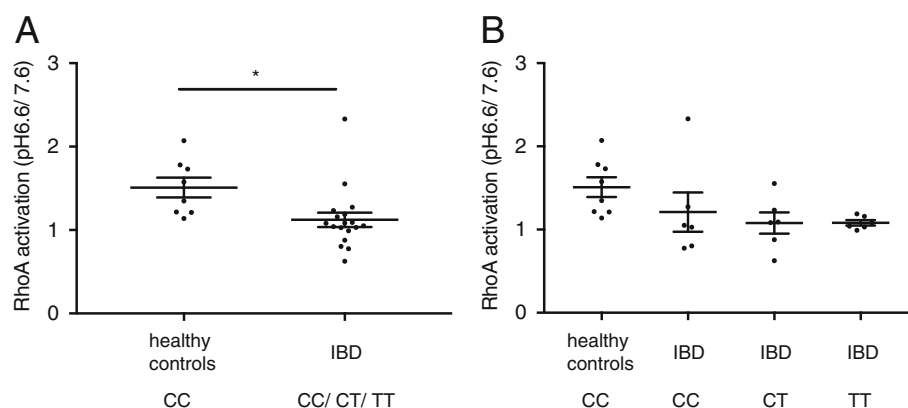 A
RhoA activation (pH6.6/ 7.6)
3
2
1
0
*
healthy
controls
IBD
CC
CC/ CT/ TT
B
RhoA activation (pH6.6/ 7.6)
3
2
1
0
healthy
controls
IBD
IBD
IBD
CC
CC
CT
TT